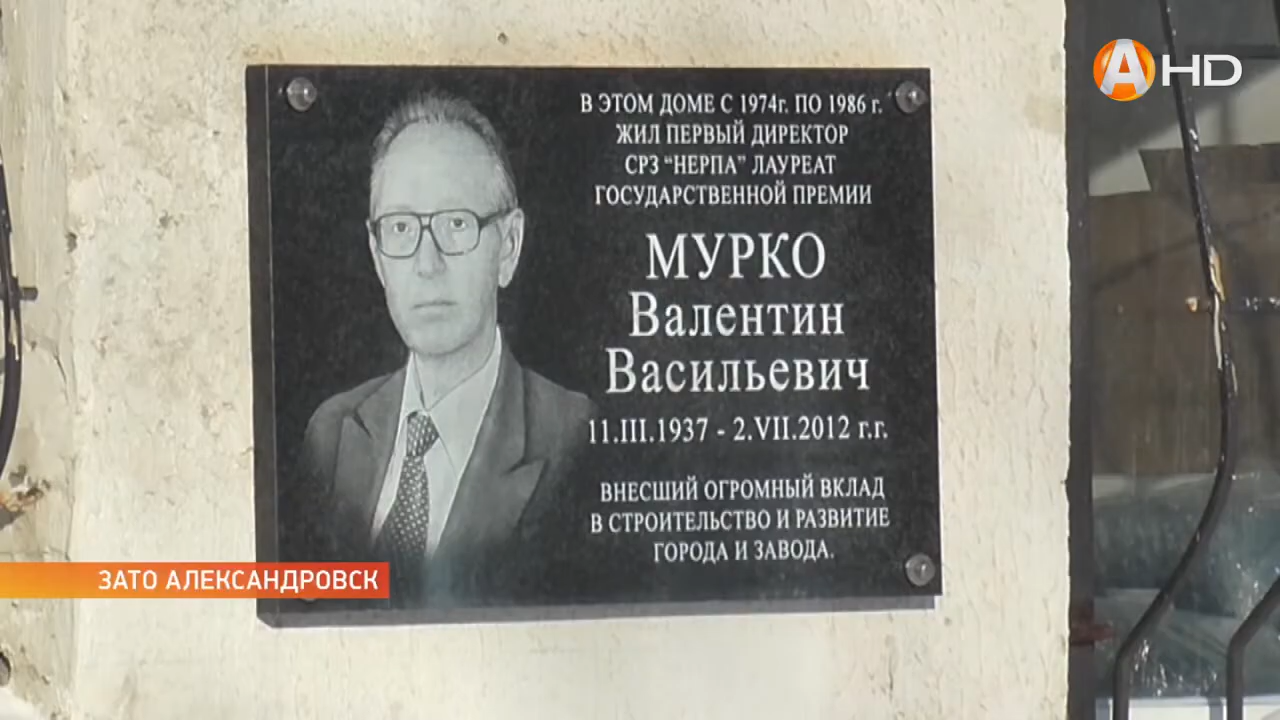 А HD
В ЭТОМ ДОМЕ С 1974г. ПО 1986 г.
ЖИЛ ПЕРВЫЙ ДИРЕКТОР
СРЗ “НЕРПА” ЛАУРЕАТ
ГОСУДАРСТВЕННОЙ ПРЕМИИ
МУРКО
Валентин
Васильевич
11.III.1937 - 2.VII.2012 г.г.
ВНЕСШИЙ ОГРОМНЫЙ ВКЛАД
В СТРОИТЕЛЬСТВО И РАЗВИТИЕ
ГОРОДА И ЗАВОДА.
ЗАТО АЛЕКСАНДРОВСК